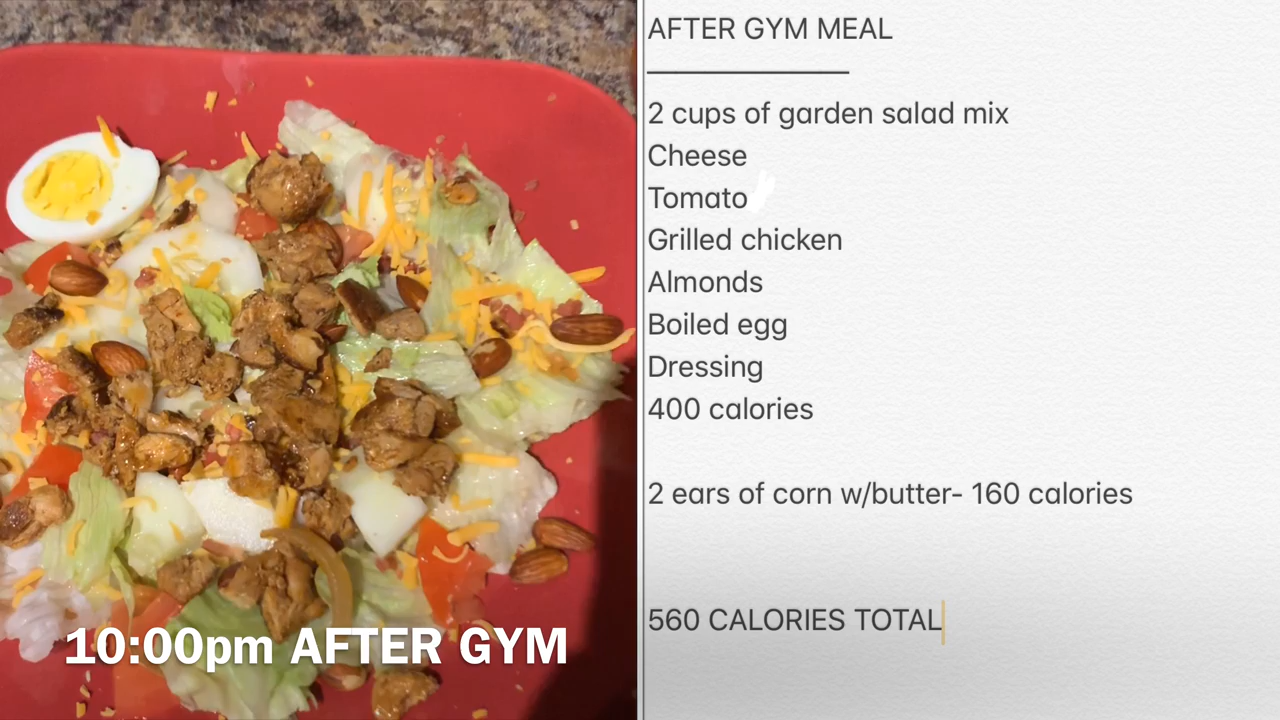 10:00pm AFTER GYM
AFTER GYM MEAL
2 cups of garden salad mix
Cheese
Tomato
Grilled chicken
Almonds
Boiled egg
Dressing
400 calories
2 ears of corn w/butter- 160 calories
560 CALORIES TOTAL